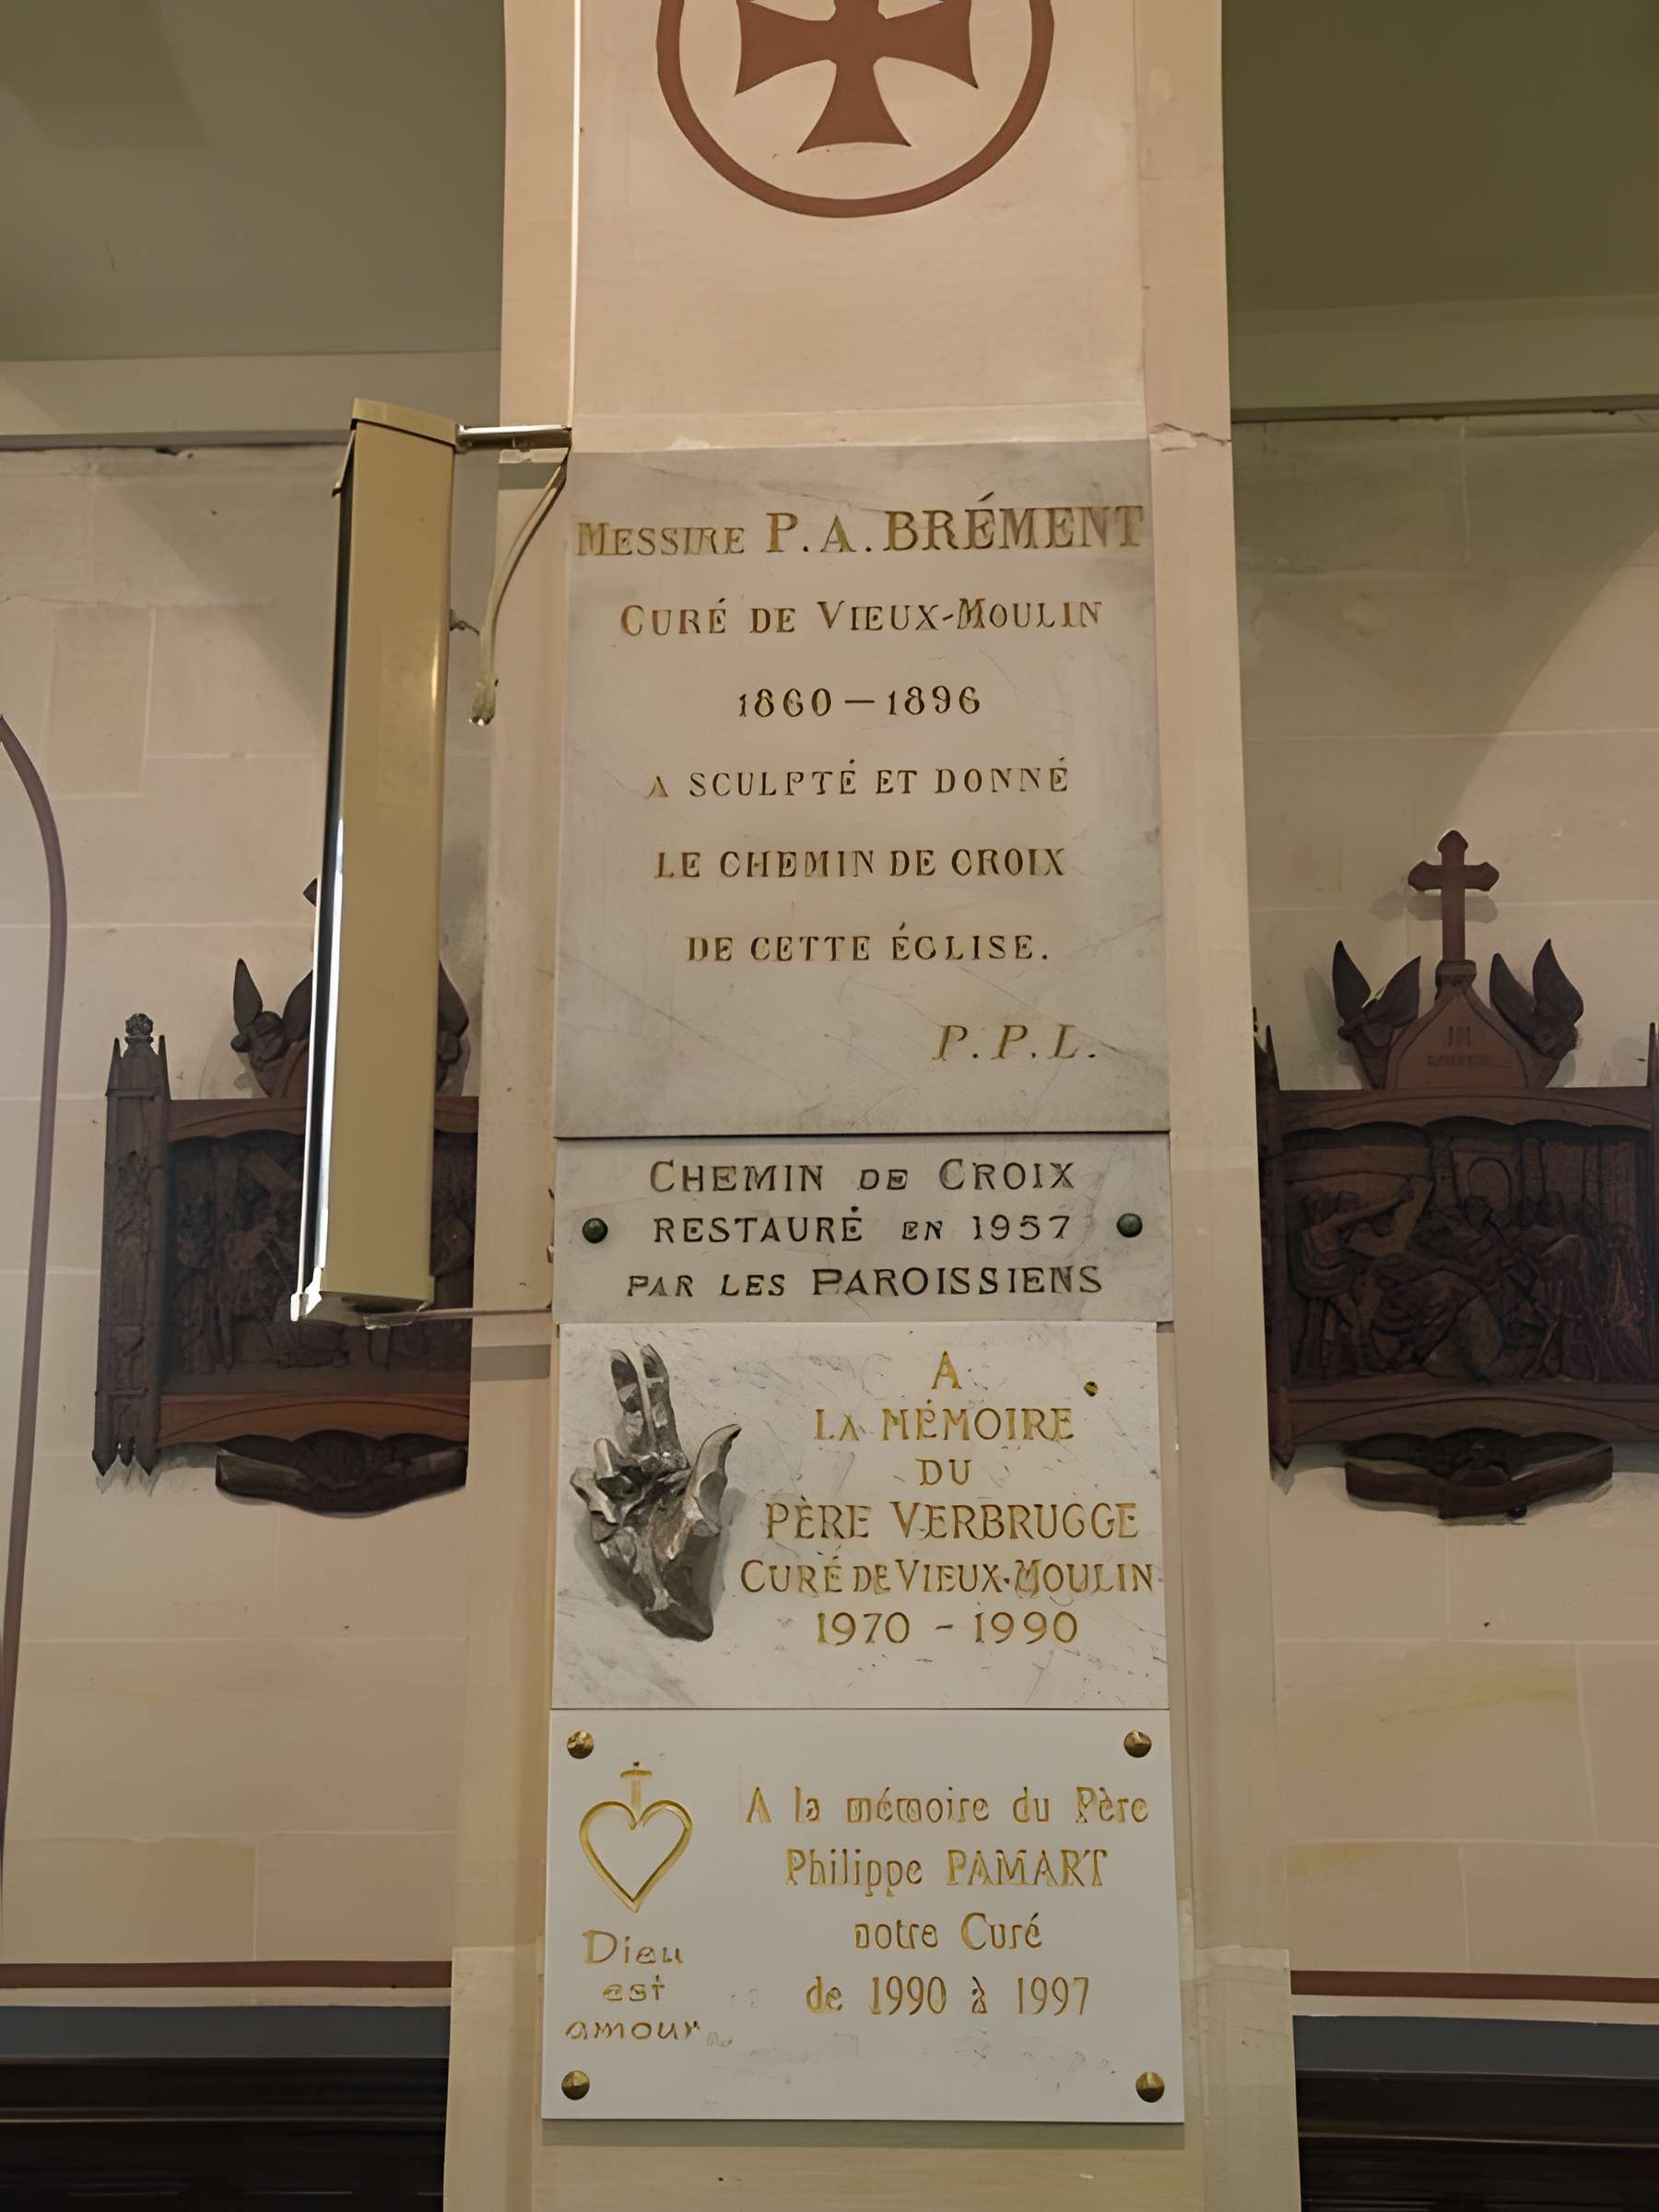 MESSIRE P. A. BRÉMENT
CURÉ DE VIEUX-MOULIN
1860 – 1896
A SCULPTÉ ET DONNÉ
LE CHEMIN DE CROIX
DE CETTE ÉGLISE.
P. P. L.
CHEMIN DE CROIX
RESTAURÉ EN 1957
PAR LES PAROISSIENS
A
LA MÉMOIRE
DU
PÈRE VERBRUGGE
CURÉ DE VIEUX-MOULIN
1970 - 1990
A la mémoire du Père
Philippe PAMART
notre Curé
de 1990 à 1997
Dieu
est
amour